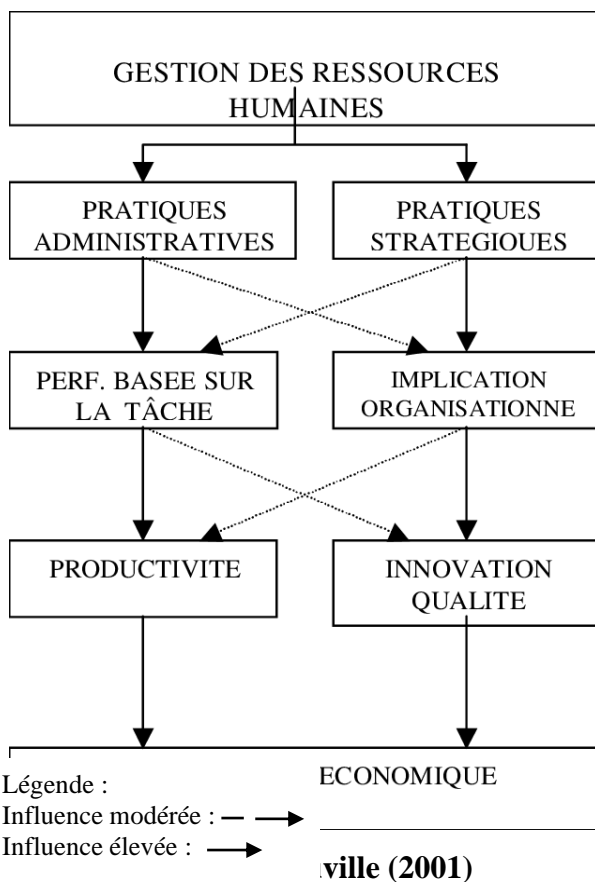 GESTION DES RESSOURCES
HUMAINES
PRATIQUES
ADMINISTRATIVES
PRATIQUES
STRATEGIQUES
PERF. BASEE SUR
LA TÂCHE
IMPLICATION
ORGANISATIONNE
PRODUCTIVITE
INNOVATION
QUALITE
ECONOMIQUE
Légende :
Influence modérée :
Influence élevée :
ville (2001)